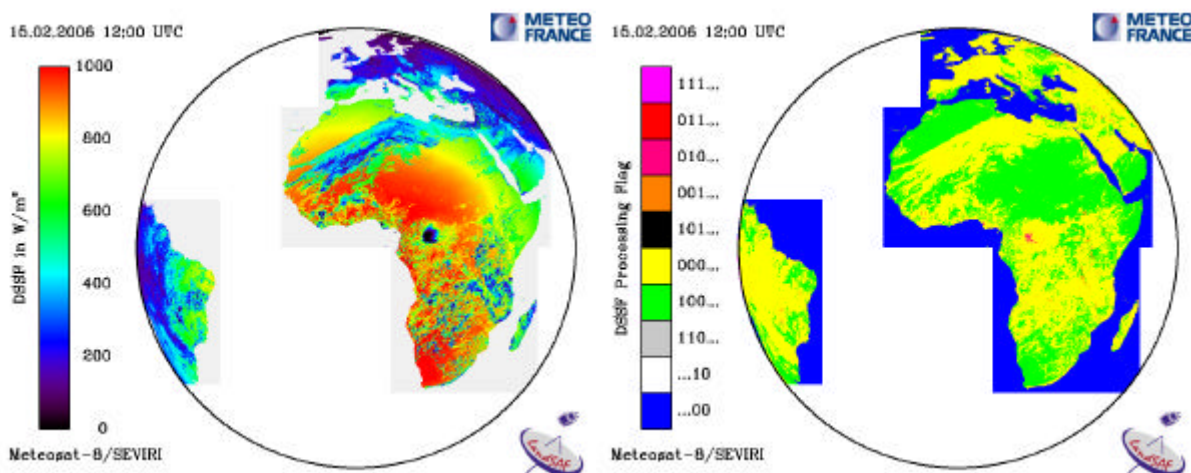 15.02.2006 12:00 UTC
METEO
FRANCE
1000
800
600
400
200
0
DSSF in W/m²
Meteosat-8/SEVIRI
LandSAF
15.02.2006 12:00 UTC
METEO
FRANCE
111...
011...
010...
001...
101...
000...
100...
110...
...10
...00
DSSF Processing Flag
Meteosat-8/SEVIRI
LandSAF